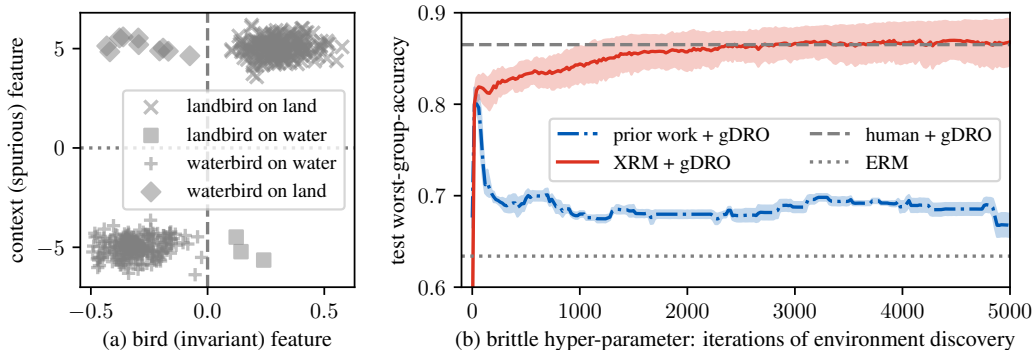 context (spurious) feature
5
0
−5
landbird on land
landbird on water
waterbird on water
waterbird on land
−0.5
0.0
0.5
(a) bird (invariant) feature
test worst-group-accuracy
0.9
0.8
0.7
0.6
prior work + gDRO
XRM + gDRO
human + gDRO
ERM
0
1000
2000
3000
4000
5000
(b) brittle hyper-parameter: iterations of environment discovery